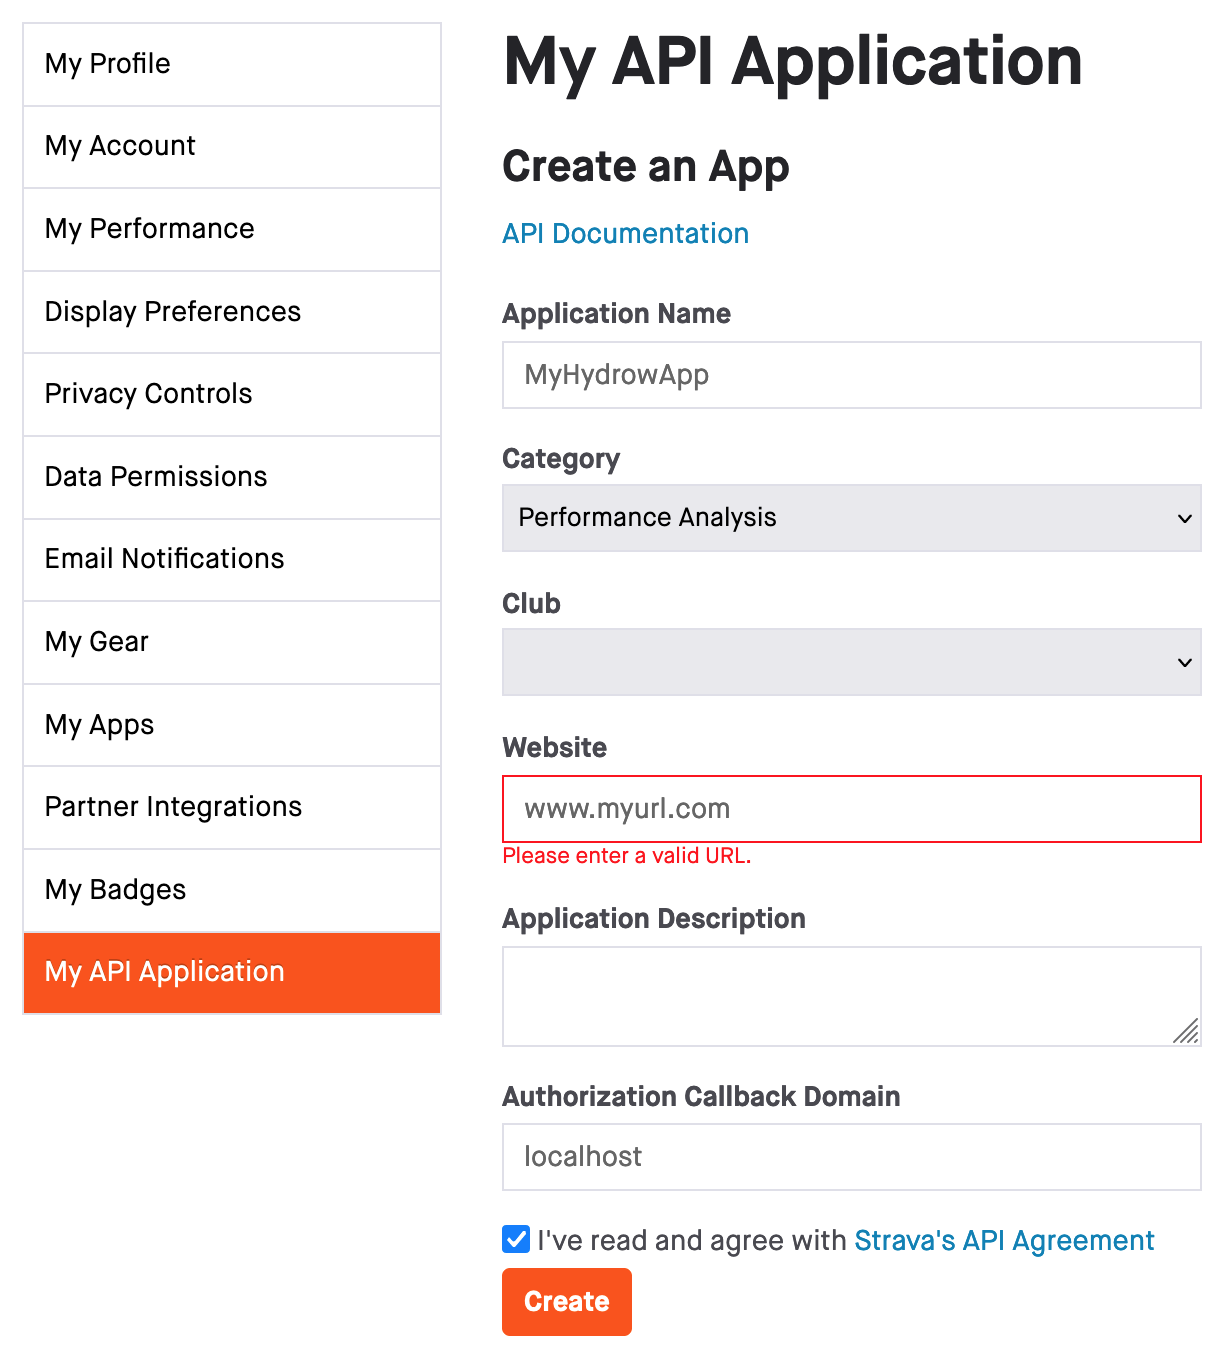 My Profile
My Account
My Performance
Display Preferences
Privacy Controls
Data Permissions
Email Notifications
My Gear
My Apps
Partner Integrations
My Badges
My API Application
My API Application
Create an App
API Documentation
Application Name
MyHydrowApp
Category
Performance Analysis
Club
Website
www.myurl.com
Please enter a valid URL.
Application Description
Authorization Callback Domain
localhost
I've read and agree with Strava's API Agreement
Create